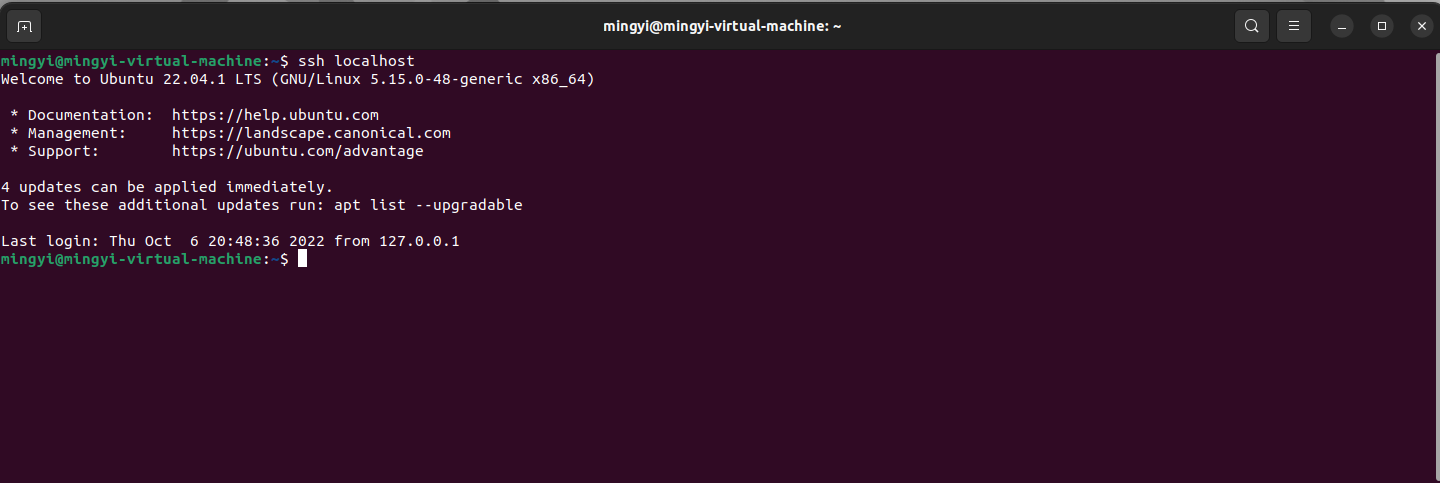 mingyi@mingyi-virtual-machine: ~
mingyi@mingyi-virtual-machine:~$ ssh localhost
Welcome to Ubuntu 22.04.1 LTS (GNU/Linux 5.15.0-48-generic x86_64)
* Documentation:  https://help.ubuntu.com
* Management:     https://landscape.canonical.com
* Support:        https://ubuntu.com/advantage
4 updates can be applied immediately.
To see these additional updates run: apt list --upgradable
Last login: Thu Oct  6 20:48:36 2022 from 127.0.0.1
mingyi@mingyi-virtual-machine:~$